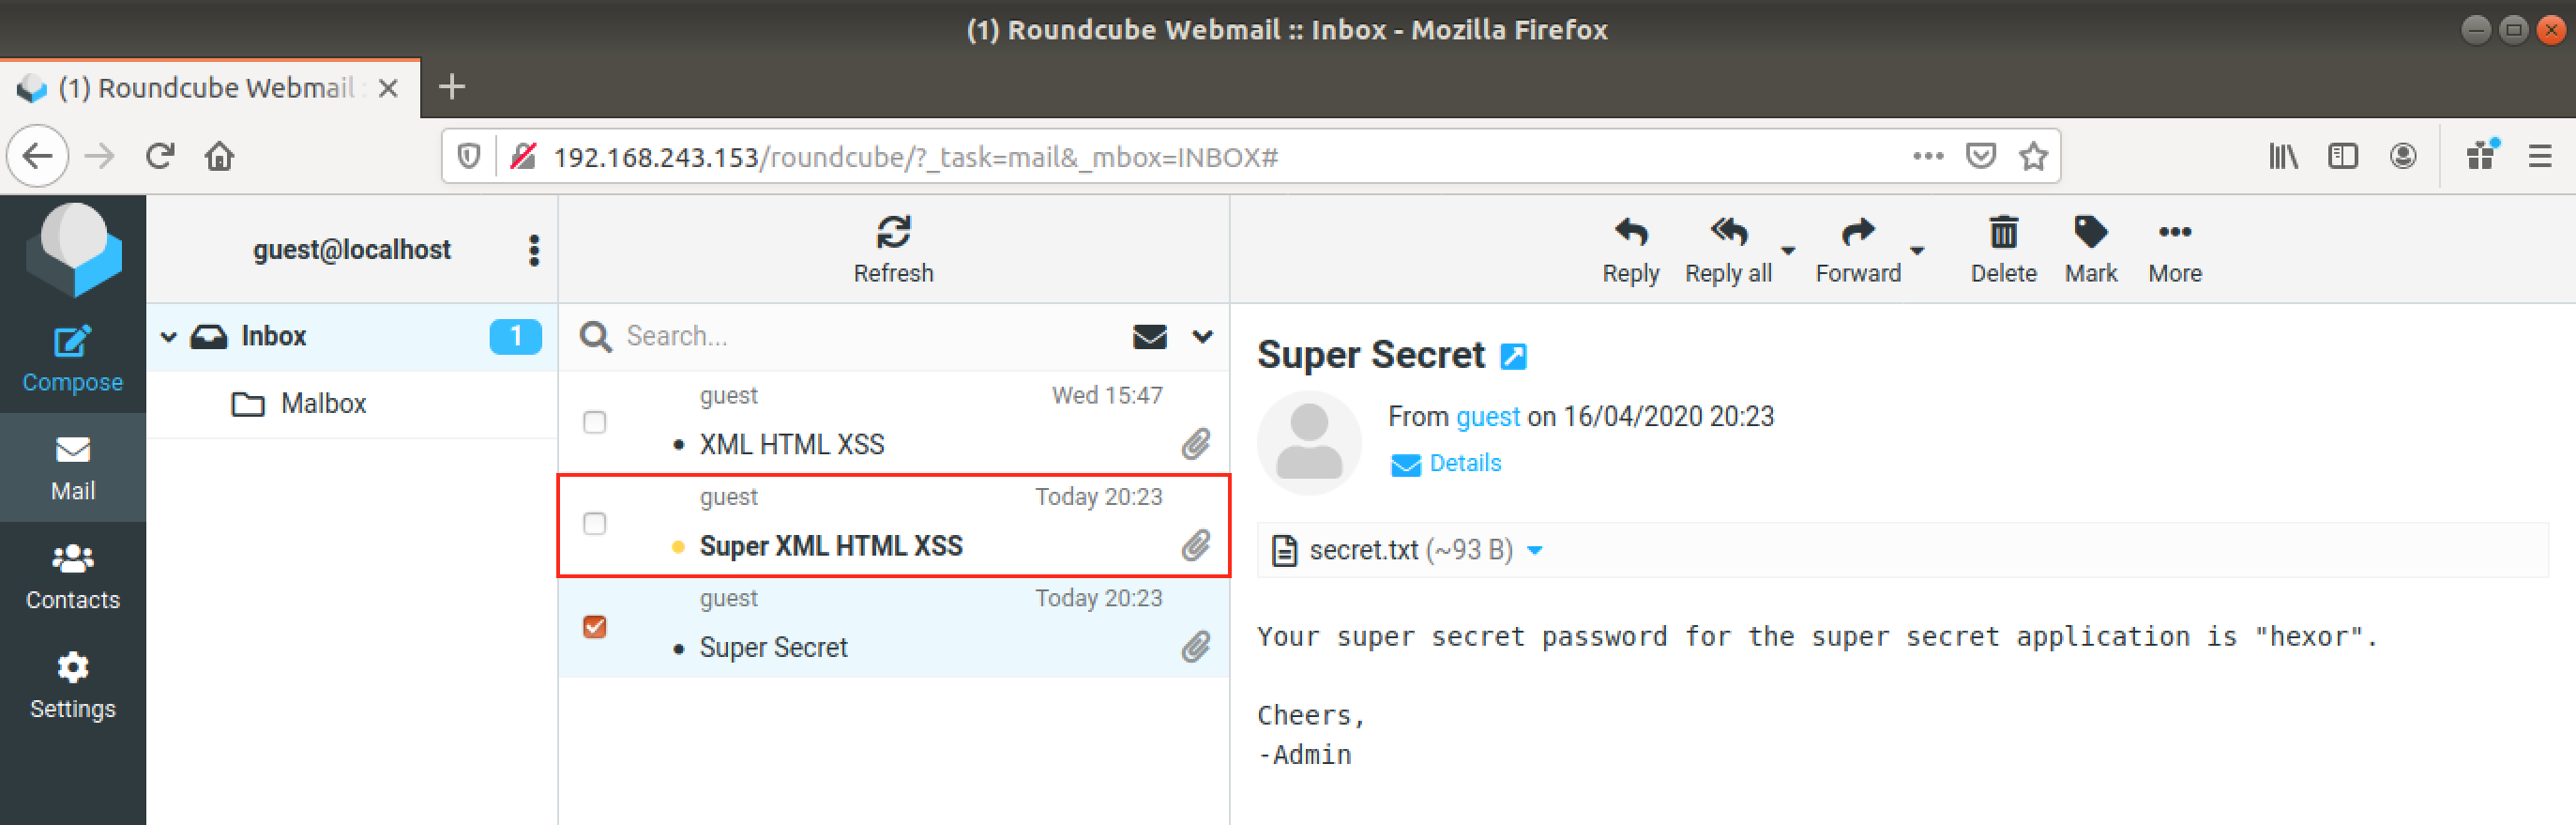 (1) Roundcube Webmail :: Inbox - Mozilla Firefox
(1) Roundcube Webmail :
192.168.243.153/roundcube/?_task=mail&_mbox=INBOX#
guest@localhost
Refresh
Reply
Reply all
Forward
Delete
Mark
More
Compose
Mail
Contacts
Settings
Inbox 1
Malbox
Search...
guest Wed 15:47
• XML HTML XSS
guest Today 20:23
• Super XML HTML XSS
guest Today 20:23
• Super Secret
Super Secret
From guest on 16/04/2020 20:23
Details
secret.txt (~93 B)
Your super secret password for the super secret application is "hexor".
Cheers,
-Admin